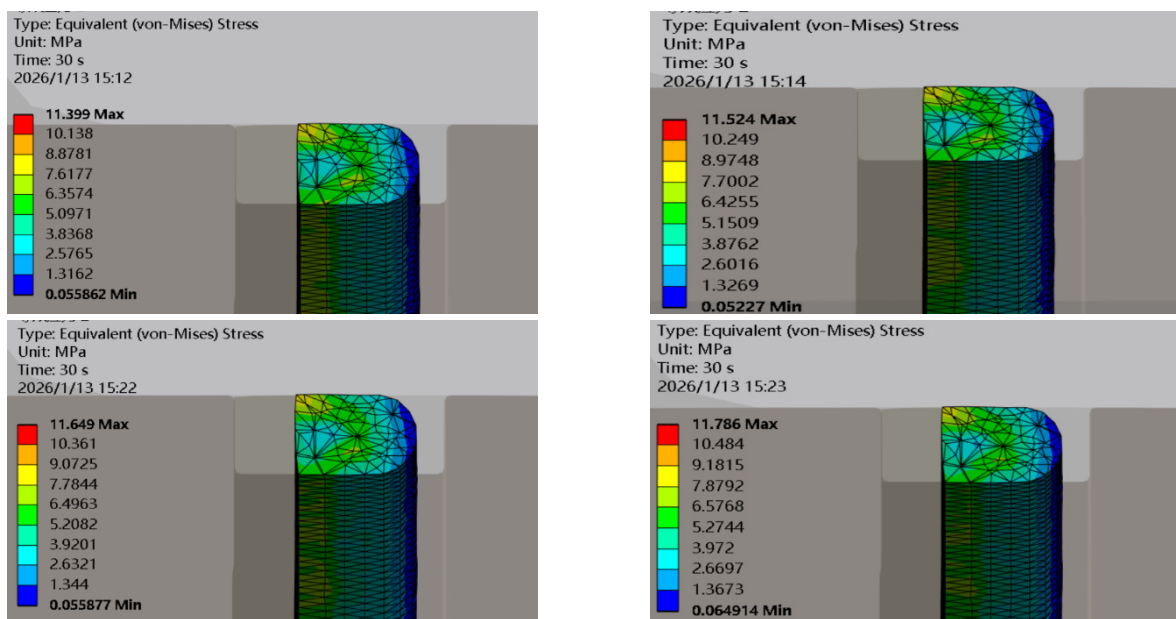 Type: Equivalent (von-Mises) Stress
Unit: MPa
Time: 30 s
2026/1/13 15:12
11.399 Max
10.138
8.8781
7.6177
6.3574
5.0971
3.8368
2.5765
1.3162
0.055862 Min
Type: Equivalent (von-Mises) Stress
Unit: MPa
Time: 30 s
2026/1/13 15:14
11.524 Max
10.249
8.9748
7.7002
6.4255
5.1509
3.8762
2.6016
1.3269
0.05227 Min
Type: Equivalent (von-Mises) Stress
Unit: MPa
Time: 30 s
2026/1/13 15:22
11.649 Max
10.361
9.0725
7.7844
6.4963
5.2082
3.9201
2.6321
1.344
0.055877 Min
Type: Equivalent (von-Mises) Stress
Unit: MPa
Time: 30 s
2026/1/13 15:23
11.786 Max
10.484
9.1815
7.8792
6.5768
5.2744
3.972
2.6697
1.3673
0.064914 Min